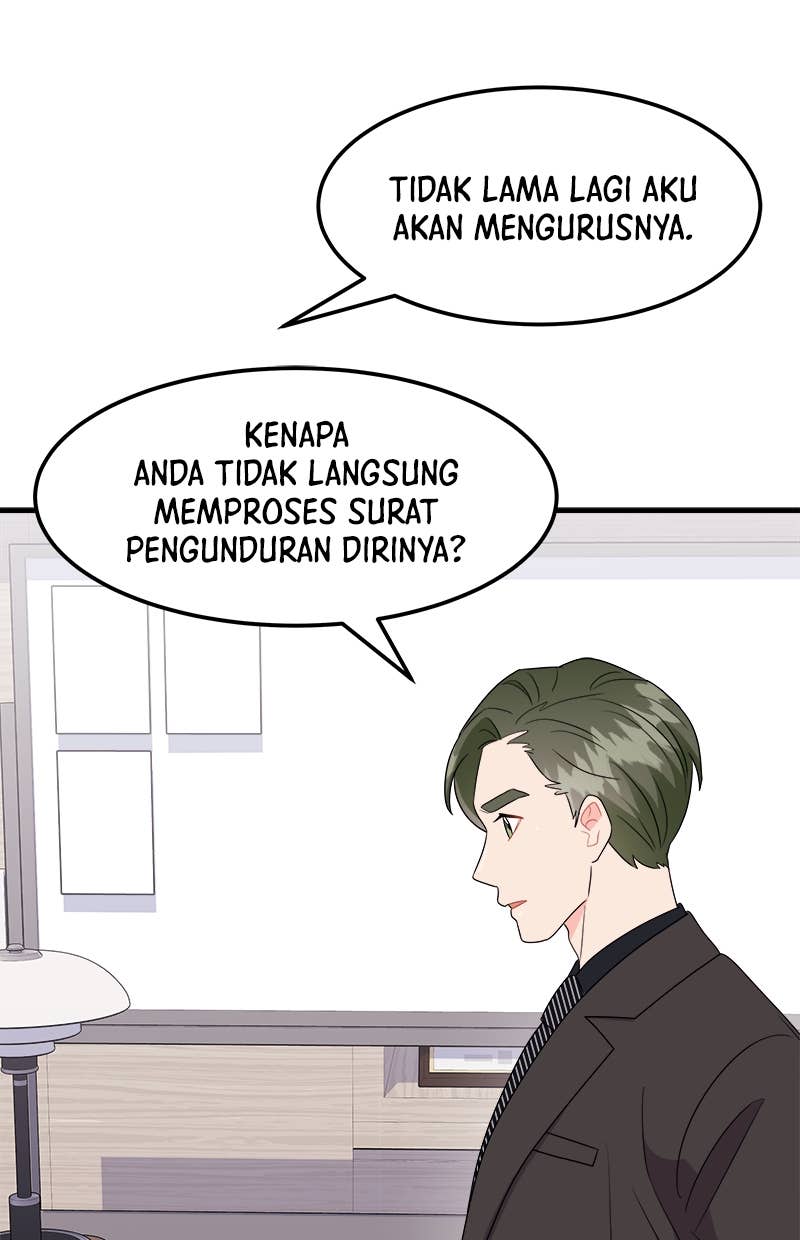 TIDAK LAMA LAGI AKU
AKAN MENGURUSNYA.
KENAPA
ANDA TIDAK LANGSUNG
MEMPROSES SURAT
PENGUNDURAN DIRINYA?